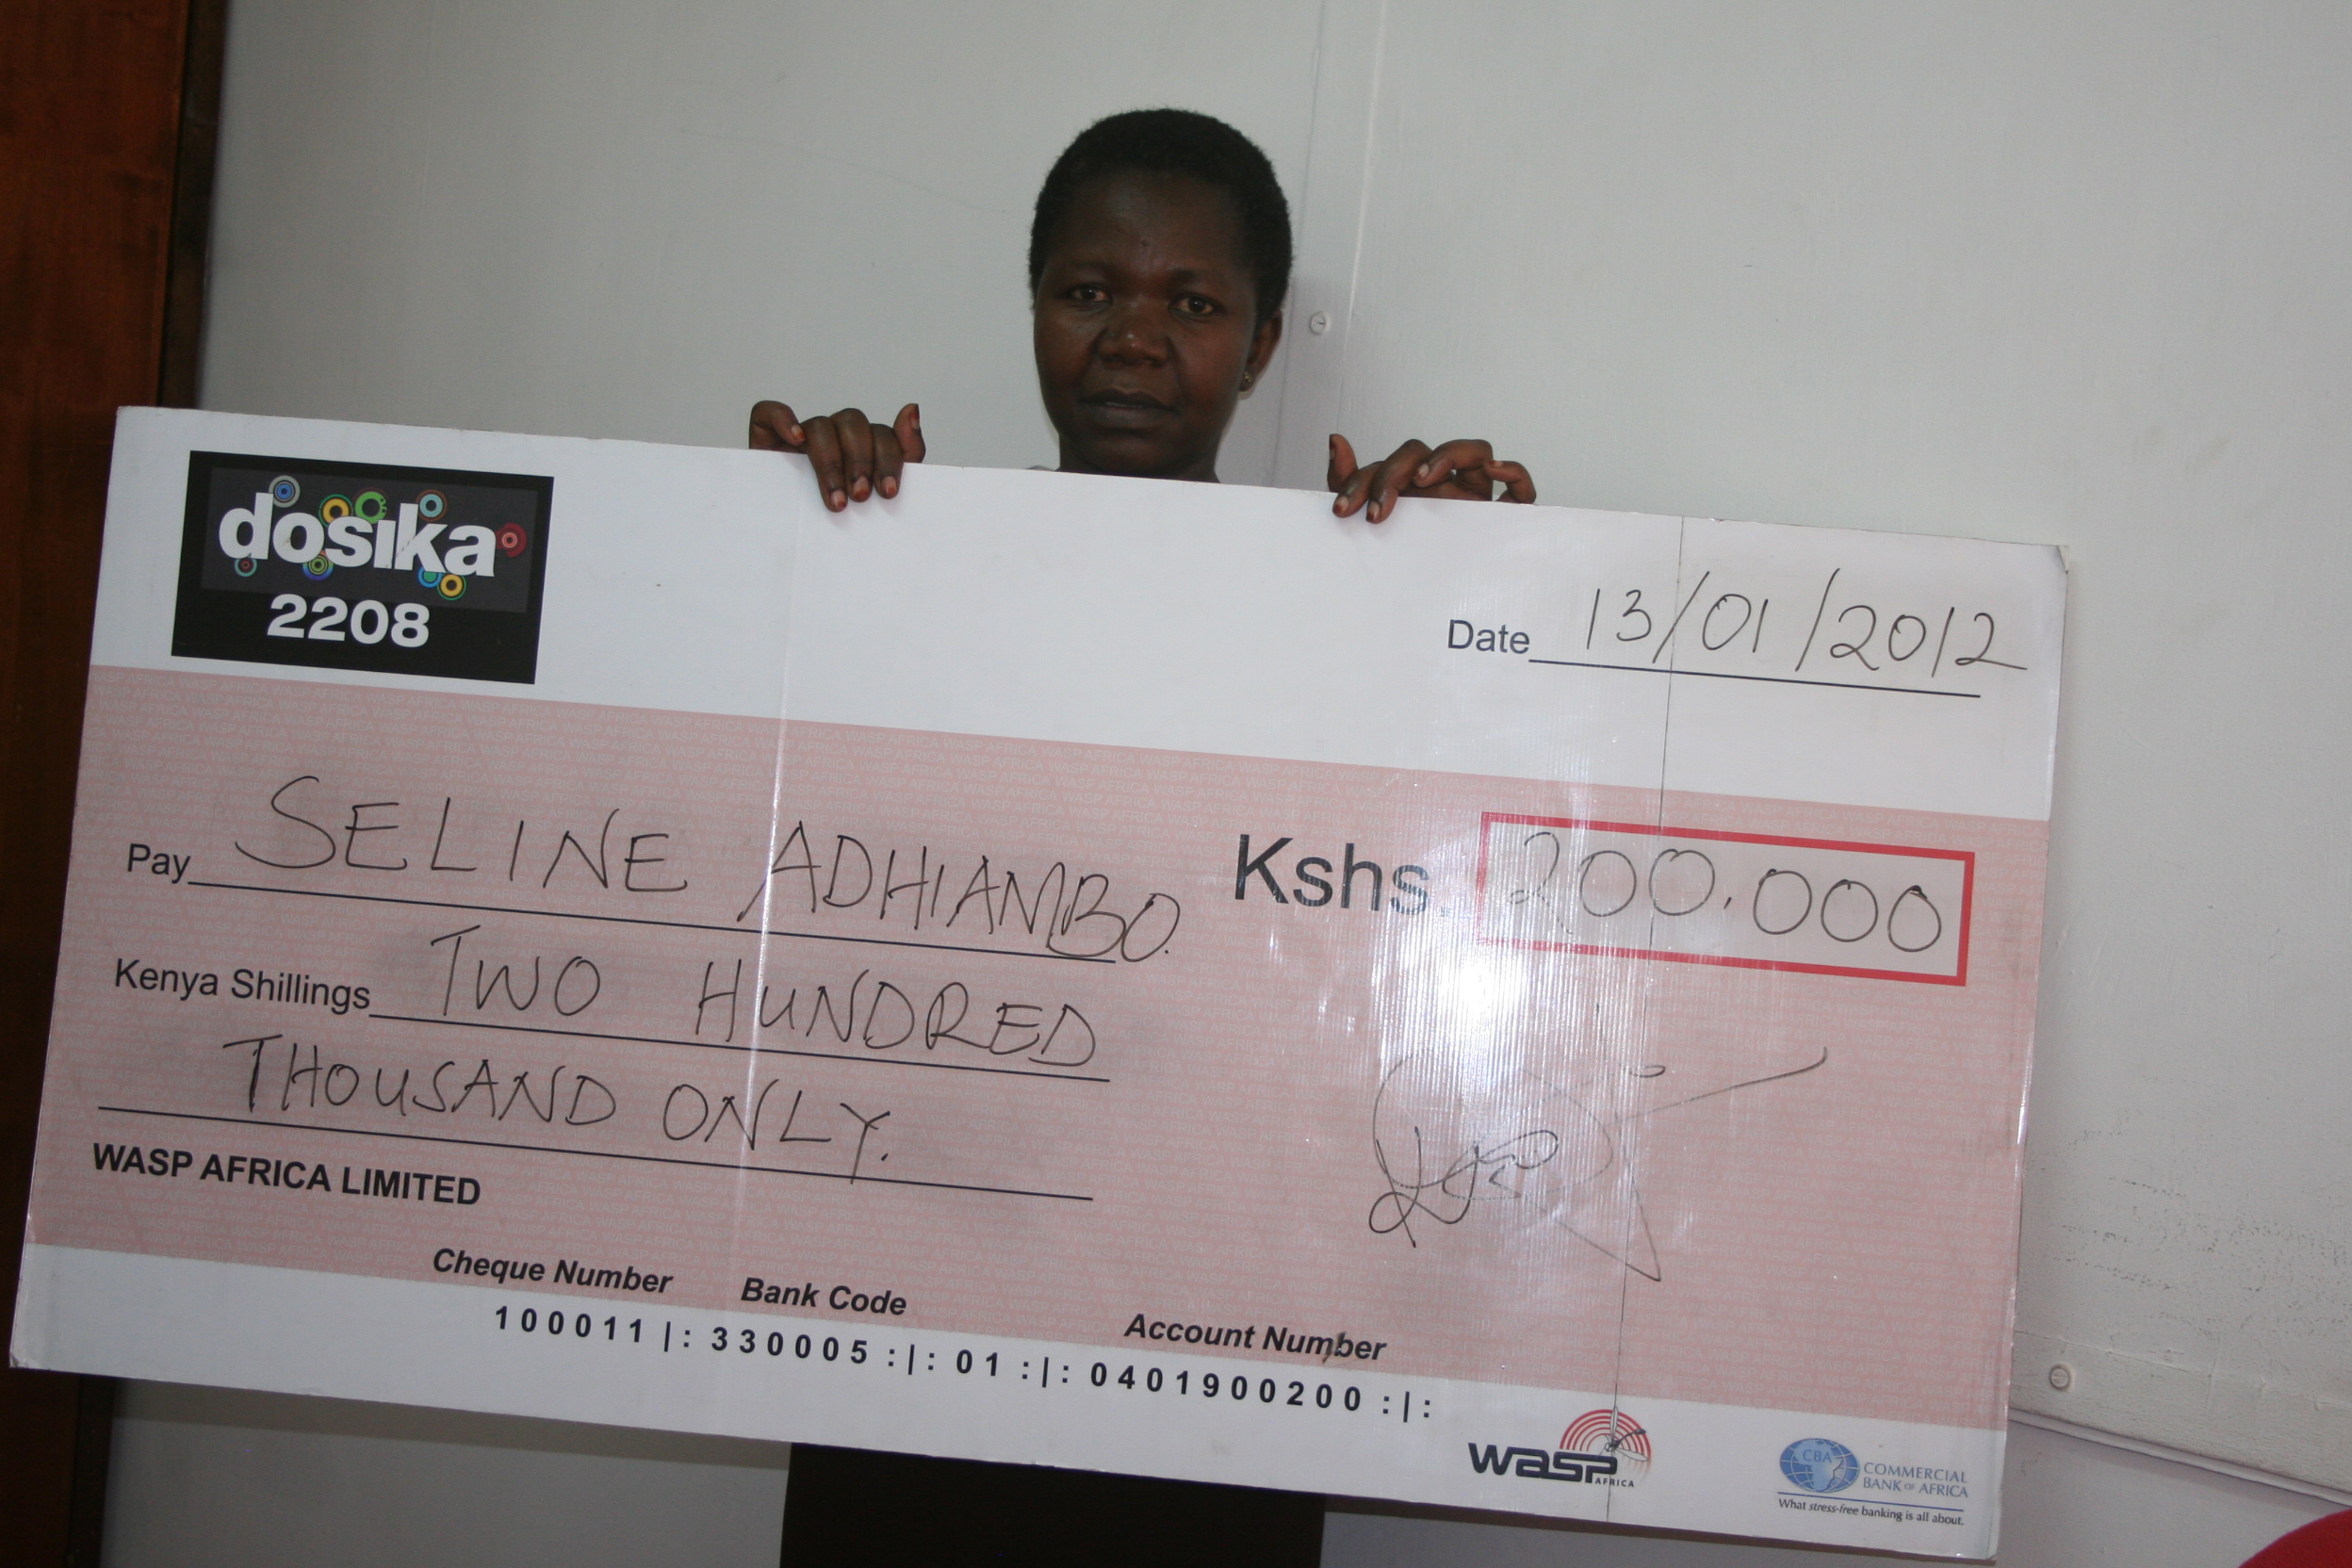 dosika
2208
Date 13/01/2012
Pay SELINE ADHIAMBO.
Kshs. 200.000
Kenya Shillings TWO HUNDRED
THOUSAND ONLY.
WASP AFRICA LIMITED
Cheque Number Bank Code Account Number
100011 |: 330005 :|: 01 :|: 0401900200 :|:
wasp
AFRICA
CBA
COMMERCIAL
BANK OF AFRICA
What stress-free banking is all about.